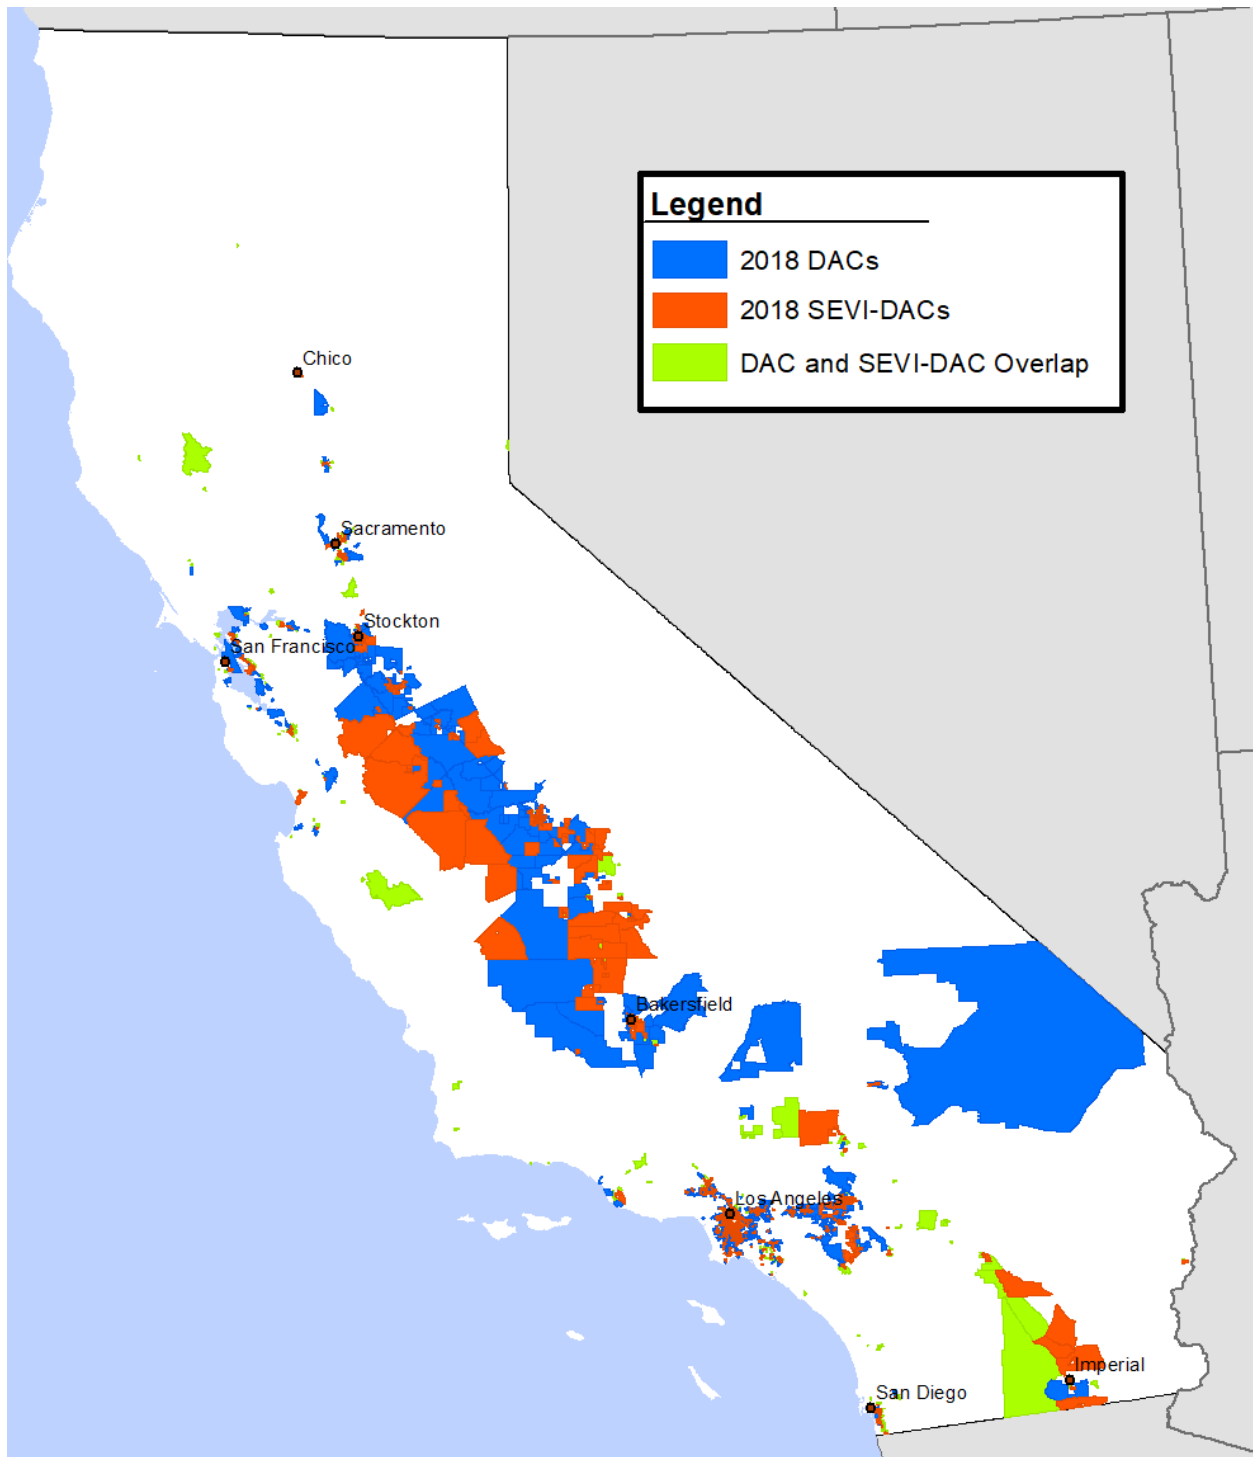 Legend
2018 DACs
2018 SEVI-DACs
DAC and SEVI-DAC Overlap
Chico
Sacramento
Stockton
San Francisco
Bakersfield
Los Angeles
Imperial
San Diego